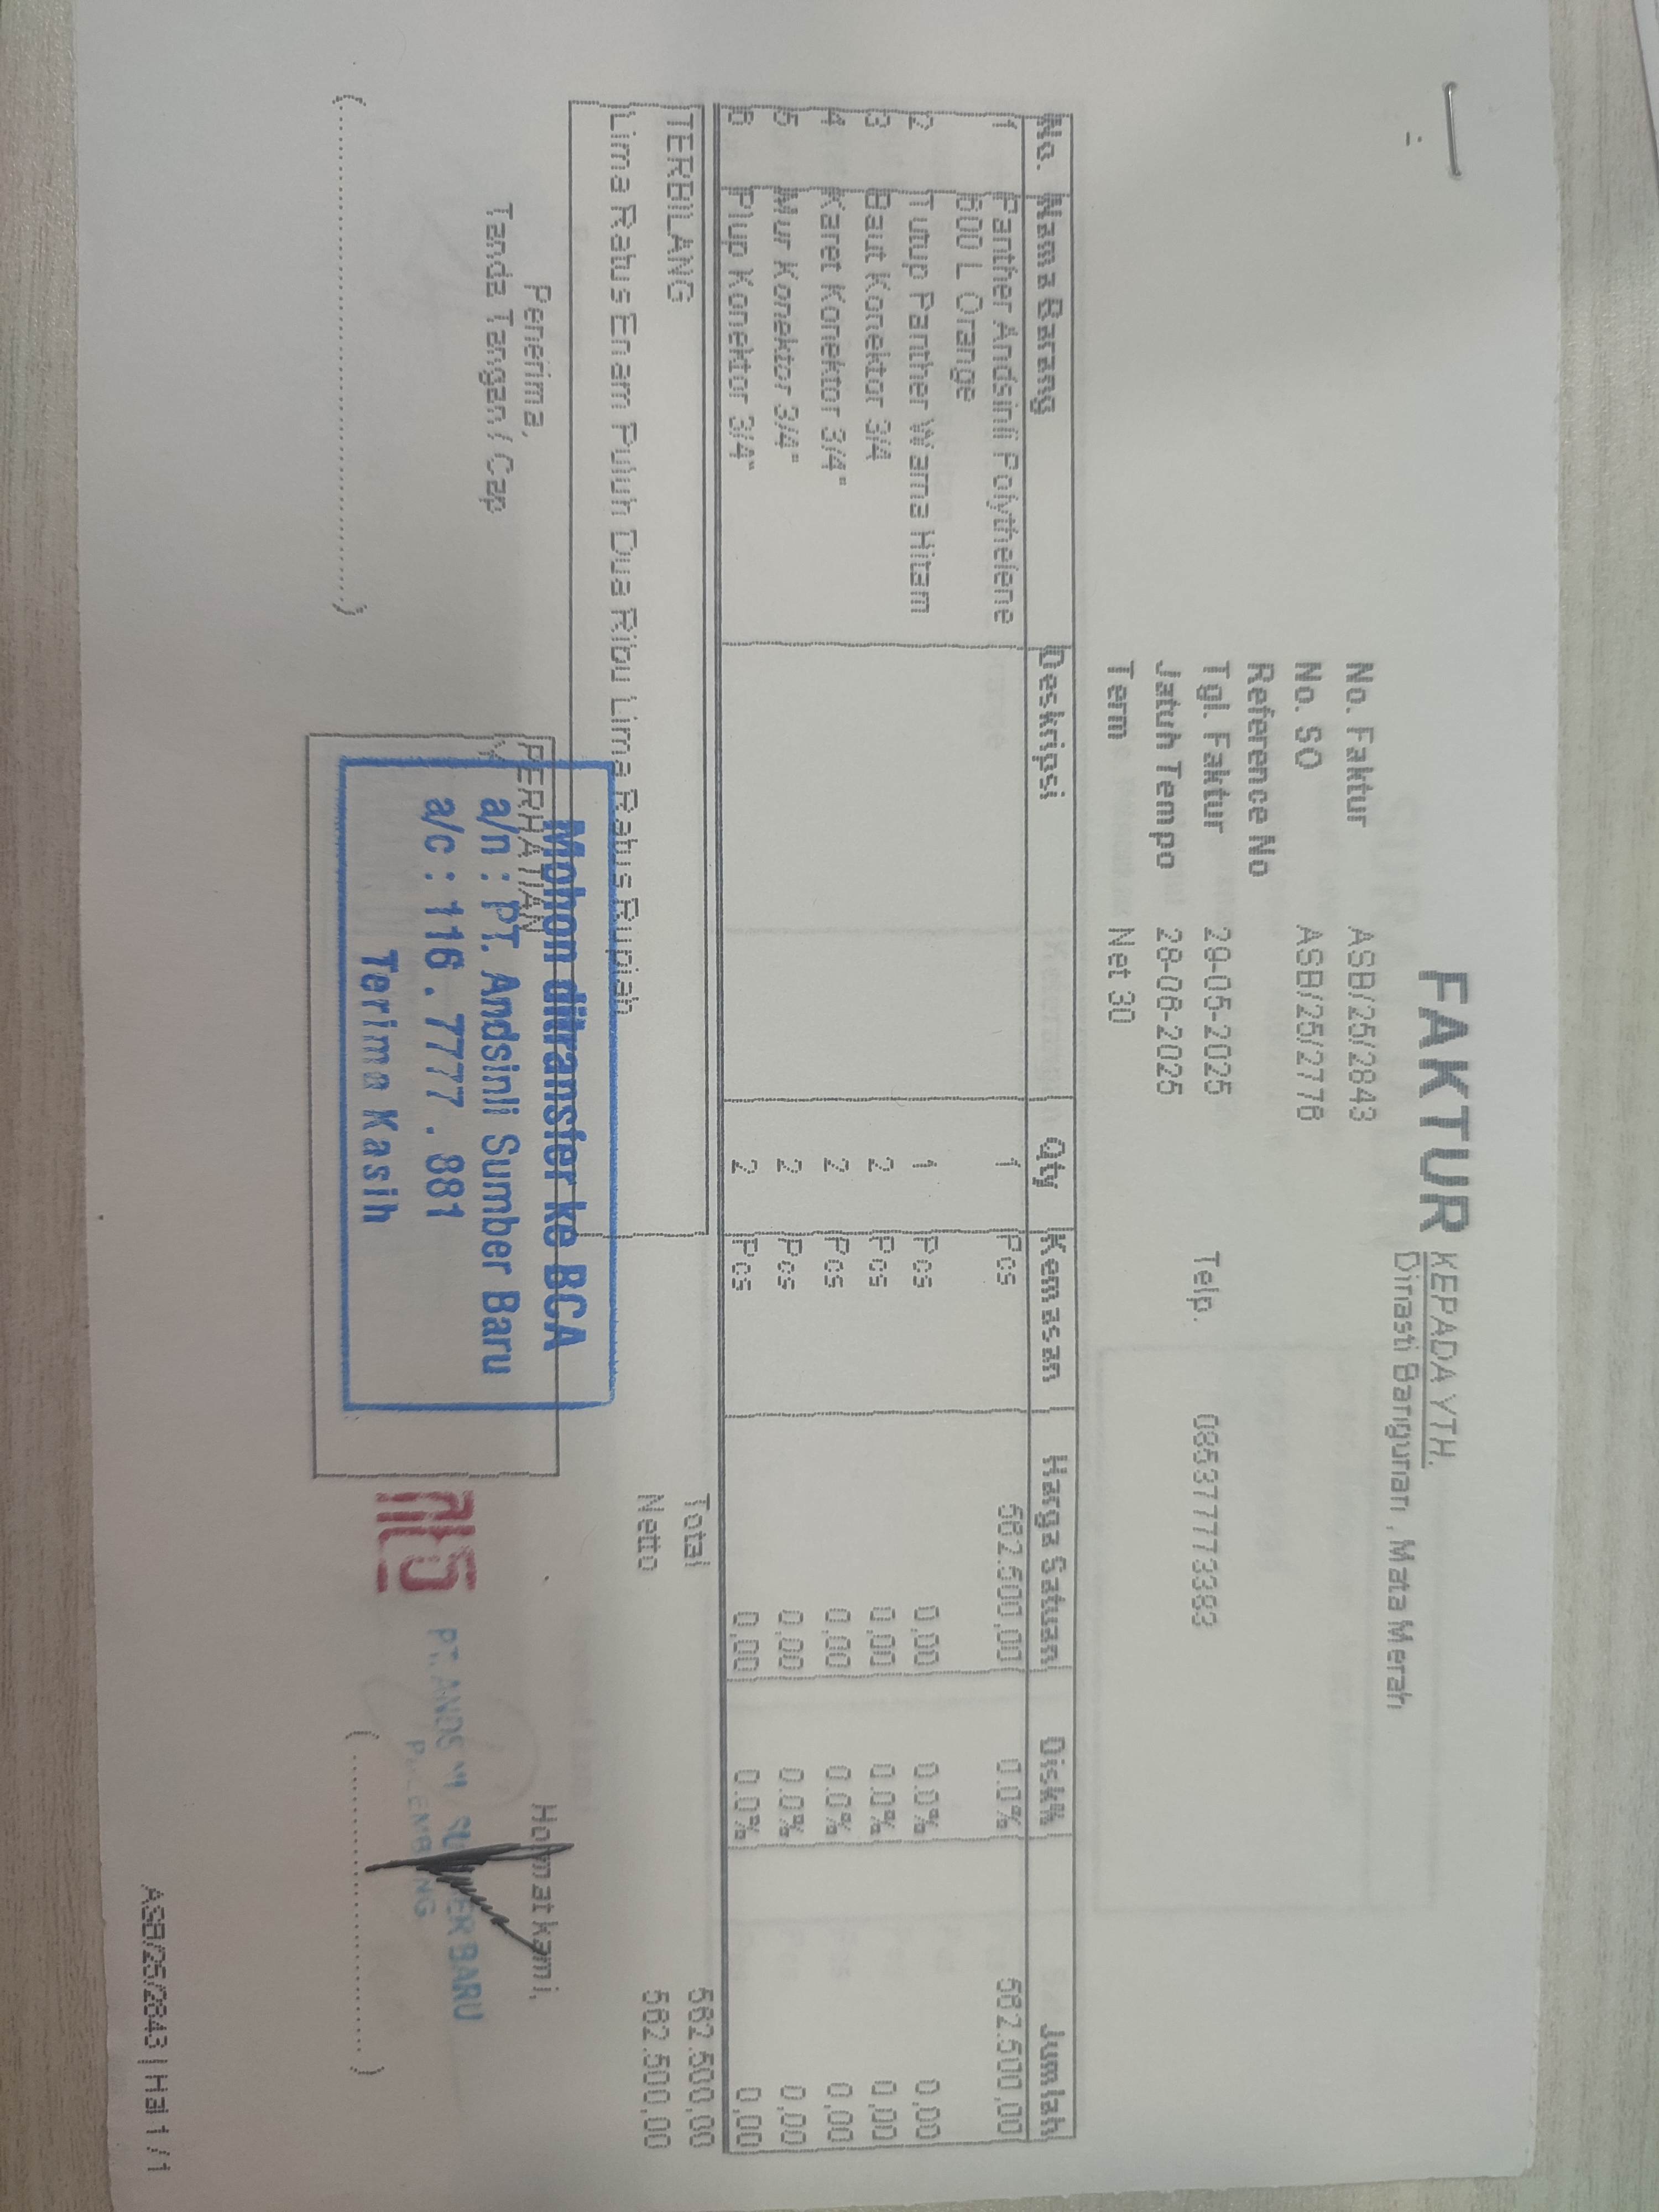 FAKTUR
No. Faktur ASB/25/2843
No. SO ASB/25/2776
Reference No
Tgl. Faktur 29-05-2025
Jatuh Tempo 28-06-2025
Term Net 30
KEPADA YTH.
Dinasti Bangunan , Mata Merah
Telp.
No. Nama Barang Deskripsi Qty Kemasan Harga Satuan Disk% Jumlah
1 Panther Andsinli Polythelene 1 Pcs 562.500,00 0.0% 562.500,00
500 L Orange
2 Tutup Panther Warna Hitam 1 Pcs 0,00 0.0% 0,00
3 Baut Konektor 3/4 2 Pcs 0,00 0.0% 0,00
4 Karet Konektor 3/4" 2 Pcs 0,00 0.0% 0,00
5 Mur Konektor 3/4" 2 Pcs 0,00 0.0% 0,00
6 Plup Konektor 3/4" 2 Pcs 0,00 0.0% 0,00
TERBILANG
Lima Ratus Enam Puluh Dua Ribu Lima Ratus Rupiah
Total 562.500,00
Netto 562.500,00
Penerima,
Tanda Tangan / Cap
(..............................)
PERHATIAN
Mohon ditransfer ke BCA
a/n : PT. Andsinli Sumber Baru
a/c : 116 . 7777 . 881
Terima Kasih
Hormat kami,
PT. ANDSINLI SUMBER BARU
PALEMBANG
(..............................)
ASB/25/2843 | Hal 1 / 1